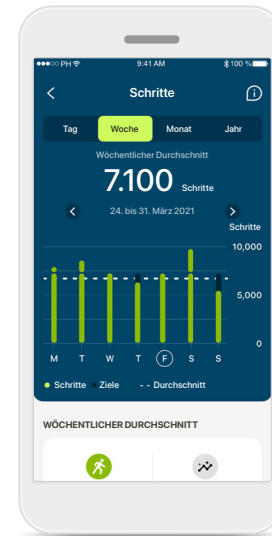 PH 9:41 AM 100 %
Schritte
Tag Woche Monat Jahr
Wöchentlicher Durchschnitt
7.100 Schritte
24. bis 31. März 2021
Schritte
10,000
5,000
0
M T W T F S S
Schritte Ziele - - Durchschnitt
WÖCHENTLICHER DURCHSCHNITT